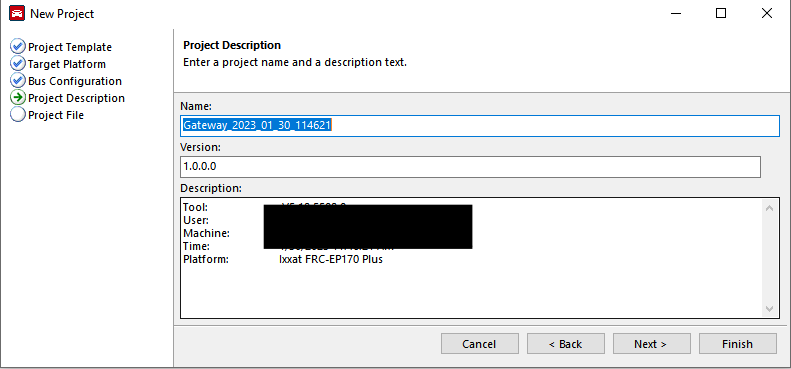 New Project
Project Template
Target Platform
Bus Configuration
Project Description
Project File
Project Description
Enter a project name and a description text.
Name:
Gateway_2023_01_30_114621
Version:
1.0.0.0
Description:
Tool:
User:
Machine:
Time:
Platform: Ixxat FRC-EP170 Plus
Cancel
< Back
Next >
Finish